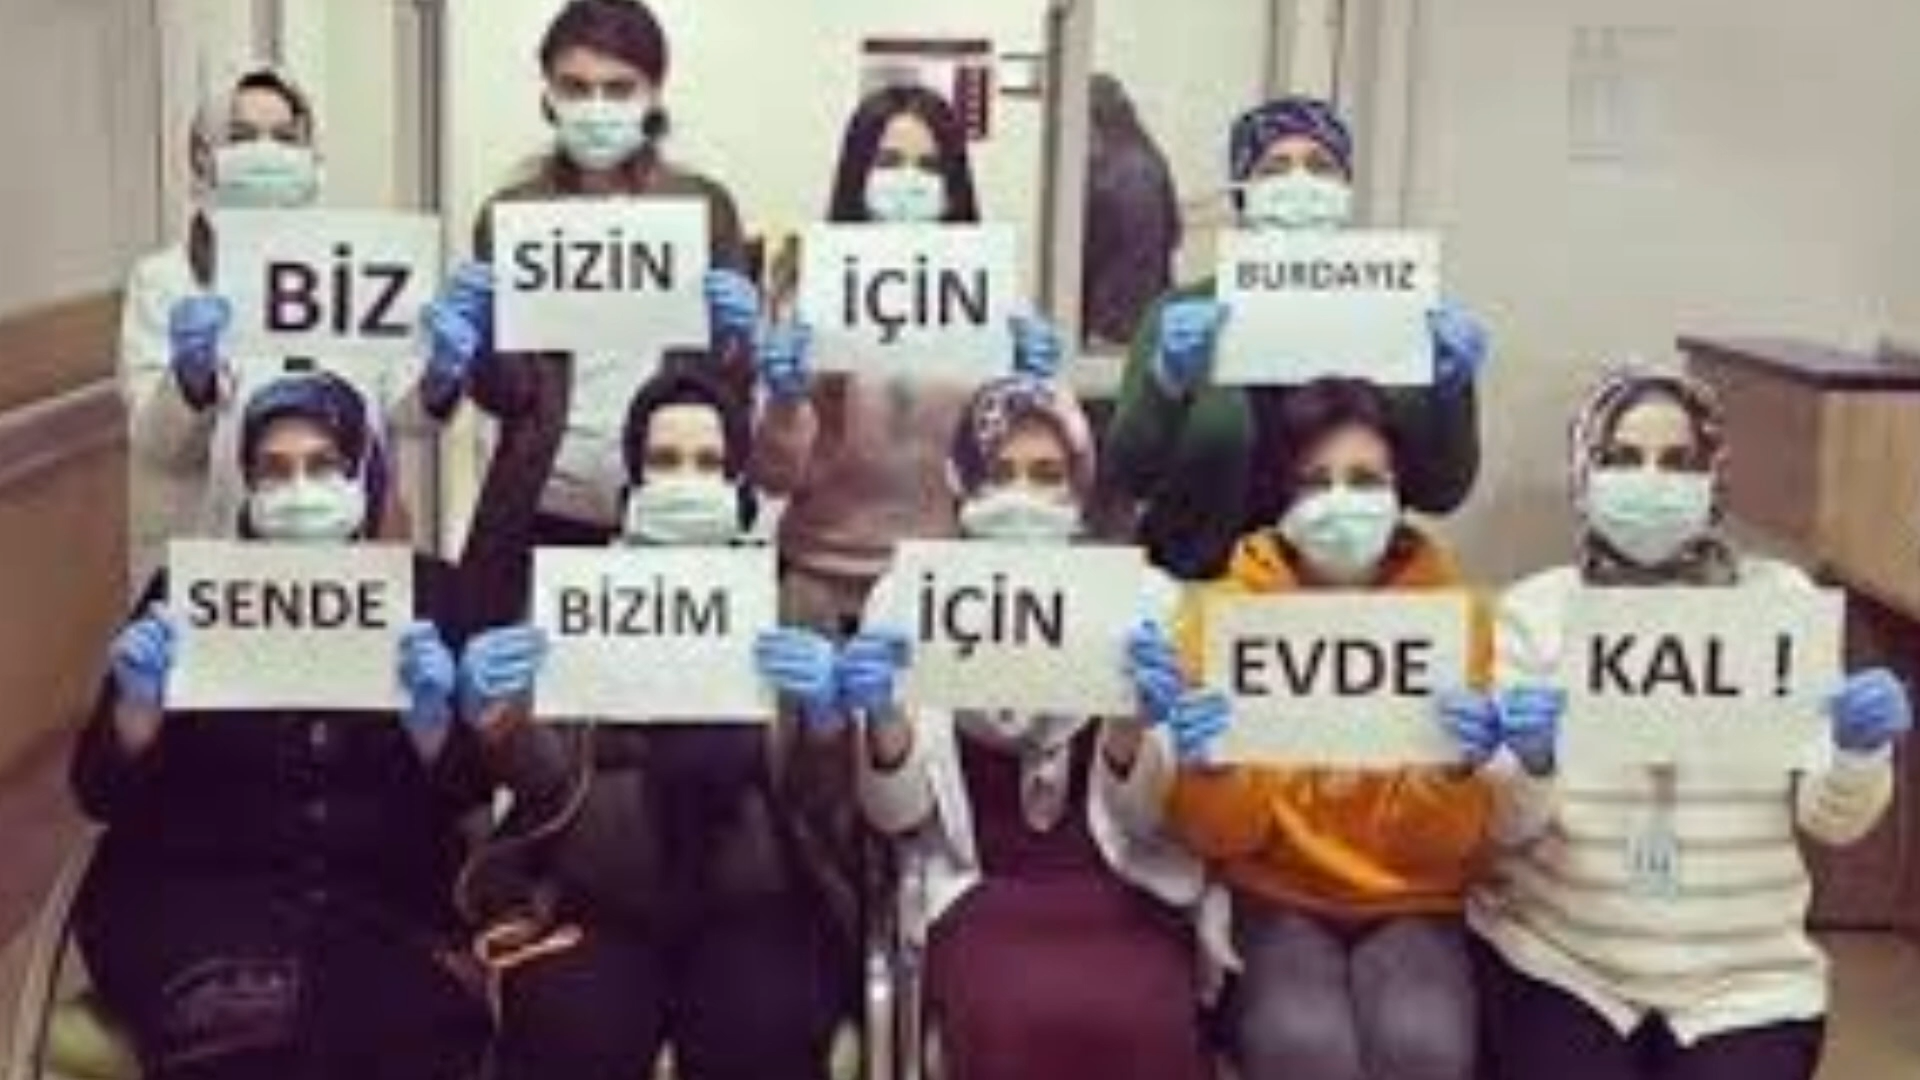 BİZ SİZİN İÇİN BURDAYIZ
SENDE BİZİM İÇİN EVDE KAL !